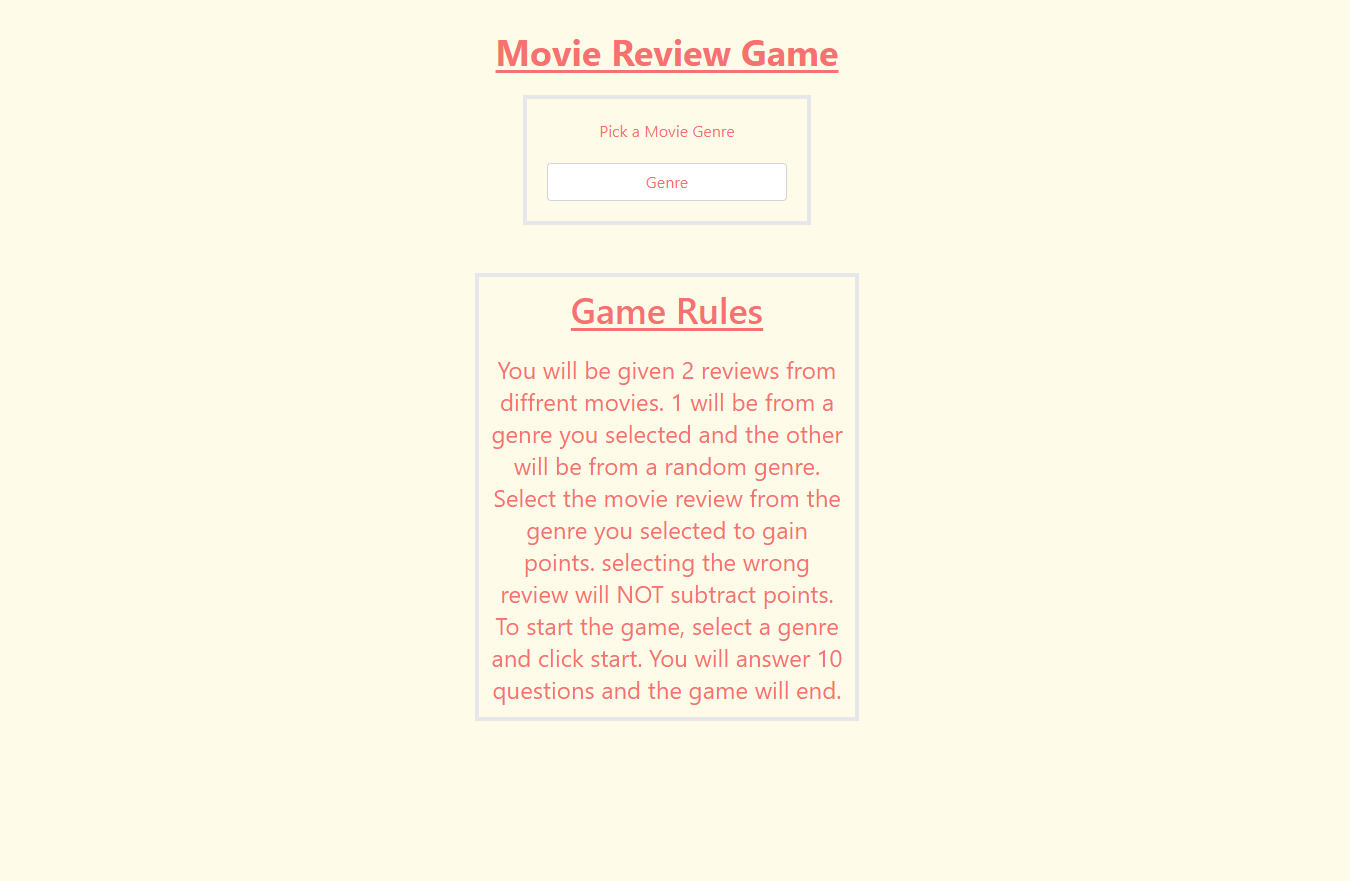 Movie Review Game
Pick a Movie Genre
Genre
Game Rules
You will be given 2 reviews from
diffrent movies. 1 will be from a
genre you selected and the other
will be from a random genre.
Select the movie review from the
genre you selected to gain
points. selecting the wrong
review will NOT subtract points.
To start the game, select a genre
and click start. You will answer 10
questions and the game will end.